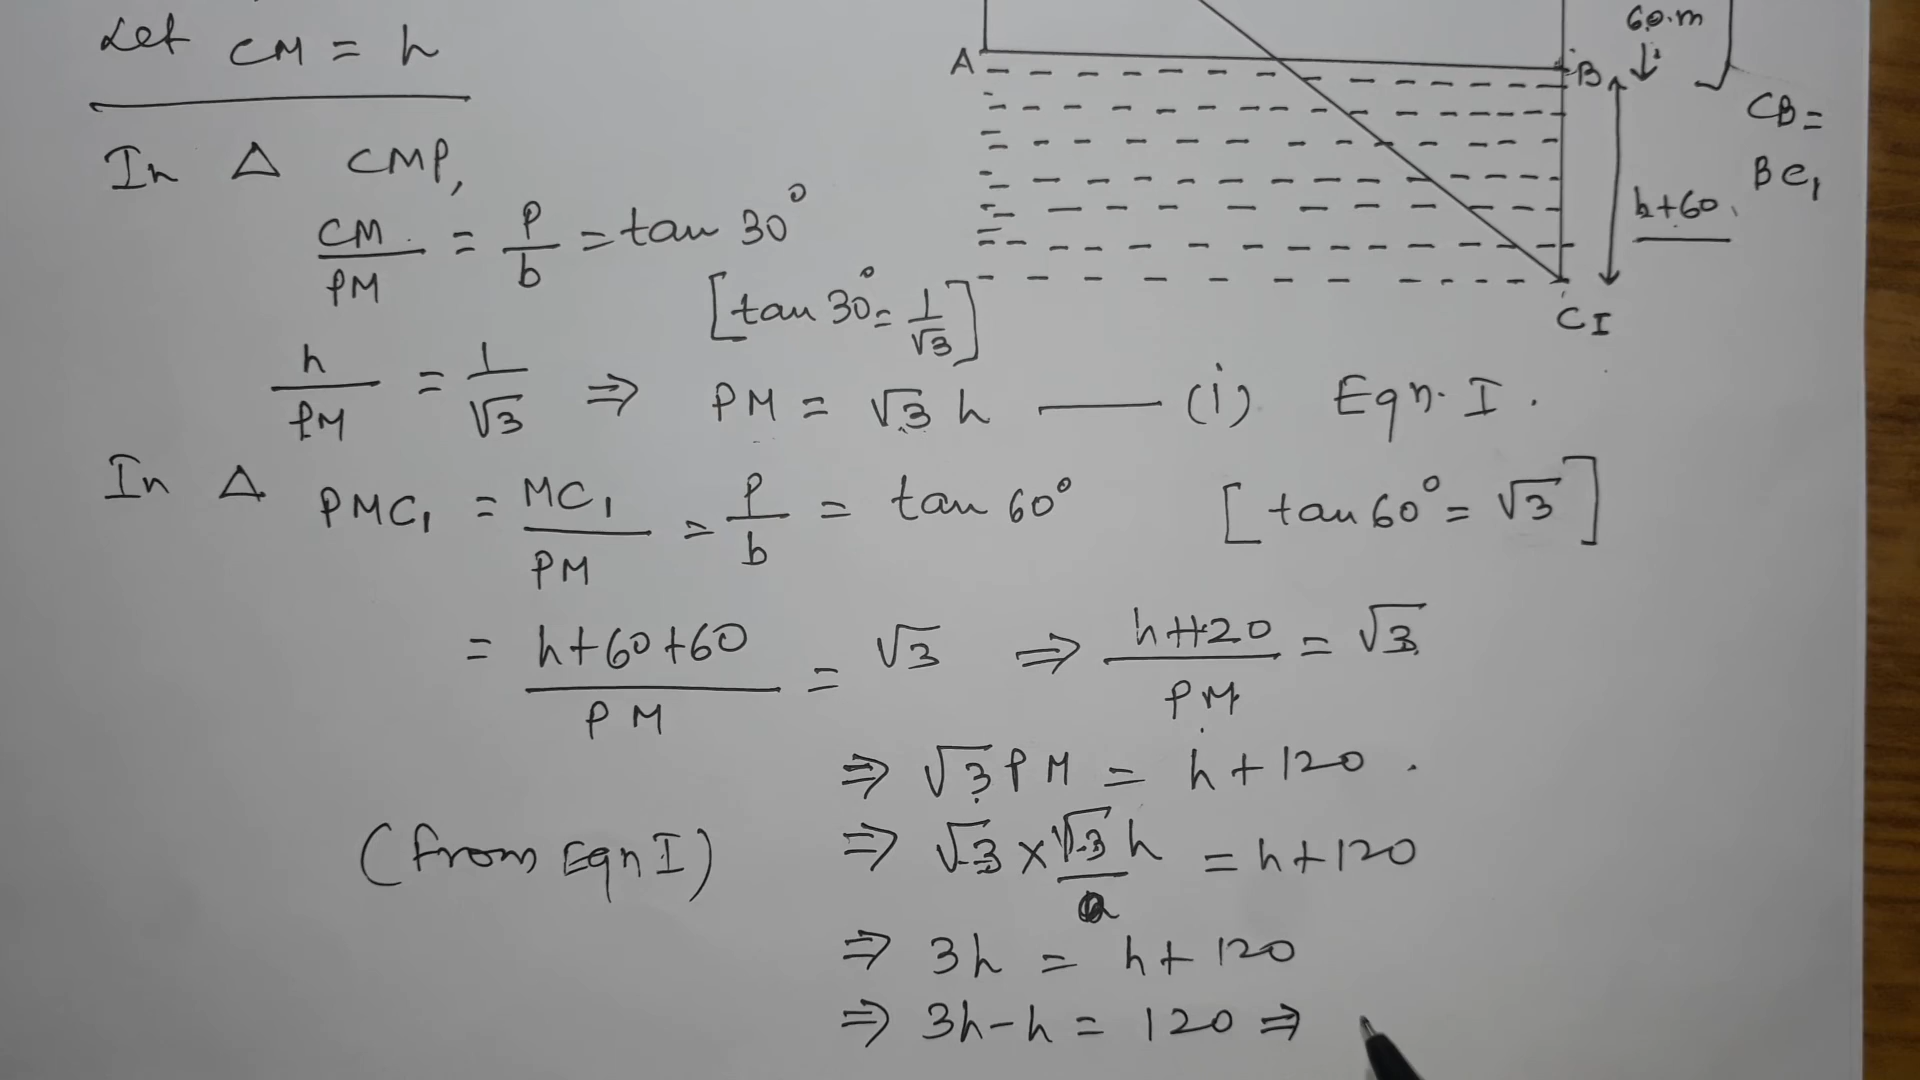 Let CM = h
60.m
A
B
CB =
BC₁
h+60
C I
In △ CMP,
CM/PM = P/b = tan 30°
[tan 30° = 1/√3]
h/PM = 1/√3 ⇒ PM = √3 h —— (i) Eqn. I.
In △ PMC₁ = MC₁/PM = P/b = tan 60° [tan 60° = √3]
= h+60+60/PM = √3 ⇒ h+120/PM = √3
⇒ √3 PM = h + 120.
(from Eqn I) ⇒ √3 × √3 h = h + 120
⇒ 3h = h + 120
⇒ 3h - h = 120 ⇒